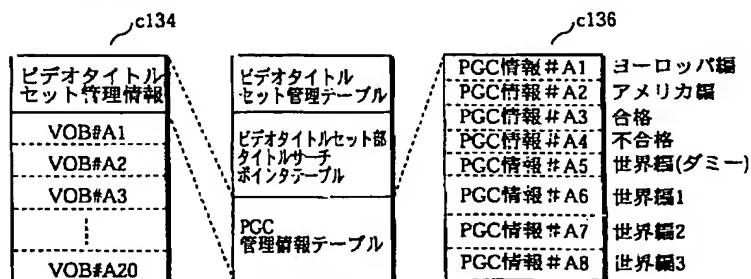 c134
c136
ビデオタイトル
セット管理情報
VOB#A1
VOB#A2
VOB#A3
VOB#A20
ビデオタイトル
セット管理テーブル
ビデオタイトルセット部
タイトルサーチ
ポインタテーブル
PGC
管理情報テーブル
PGC情報#A1 ヨーロッパ編
PGC情報#A2 アメリカ編
PGC情報#A3 合格
PGC情報#A4 不合格
PGC情報#A5 世界編(ダミー)
PGC情報#A6 世界編1
PGC情報#A7 世界編2
PGC情報#A8 世界編3